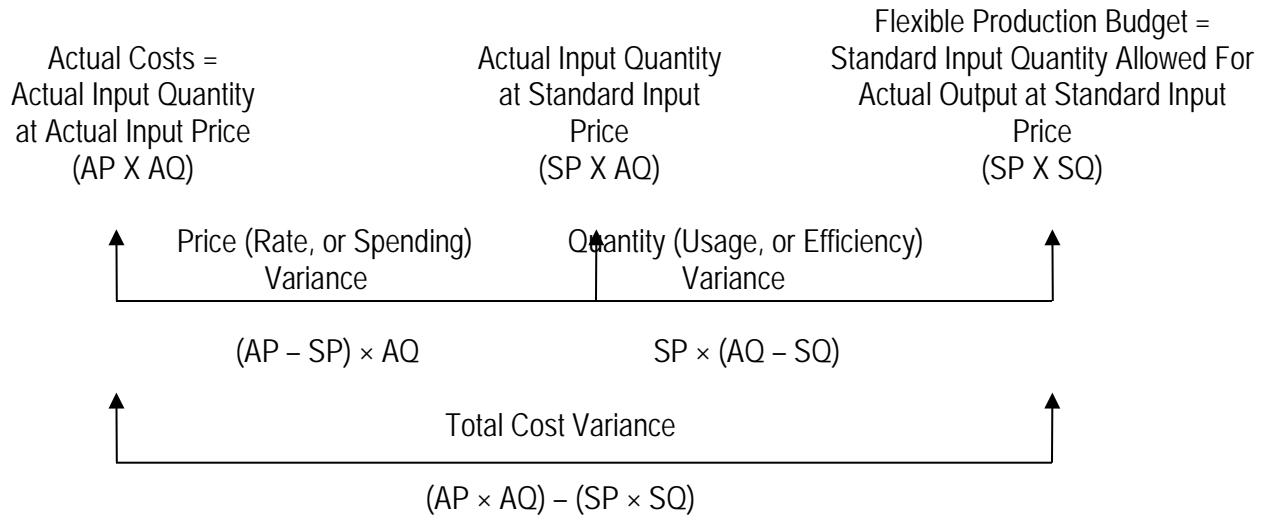 Actual Costs =
Actual Input Quantity
at Actual Input Price
(AP X AQ)
Actual Input Quantity
at Standard Input
Price
(SP X AQ)
Flexible Production Budget =
Standard Input Quantity Allowed For
Actual Output at Standard Input
Price
(SP X SQ)
Price (Rate, or Spending)
Variance
Quantity (Usage, or Efficiency)
Variance
(AP – SP) × AQ
SP × (AQ – SQ)
Total Cost Variance
(AP × AQ) – (SP × SQ)